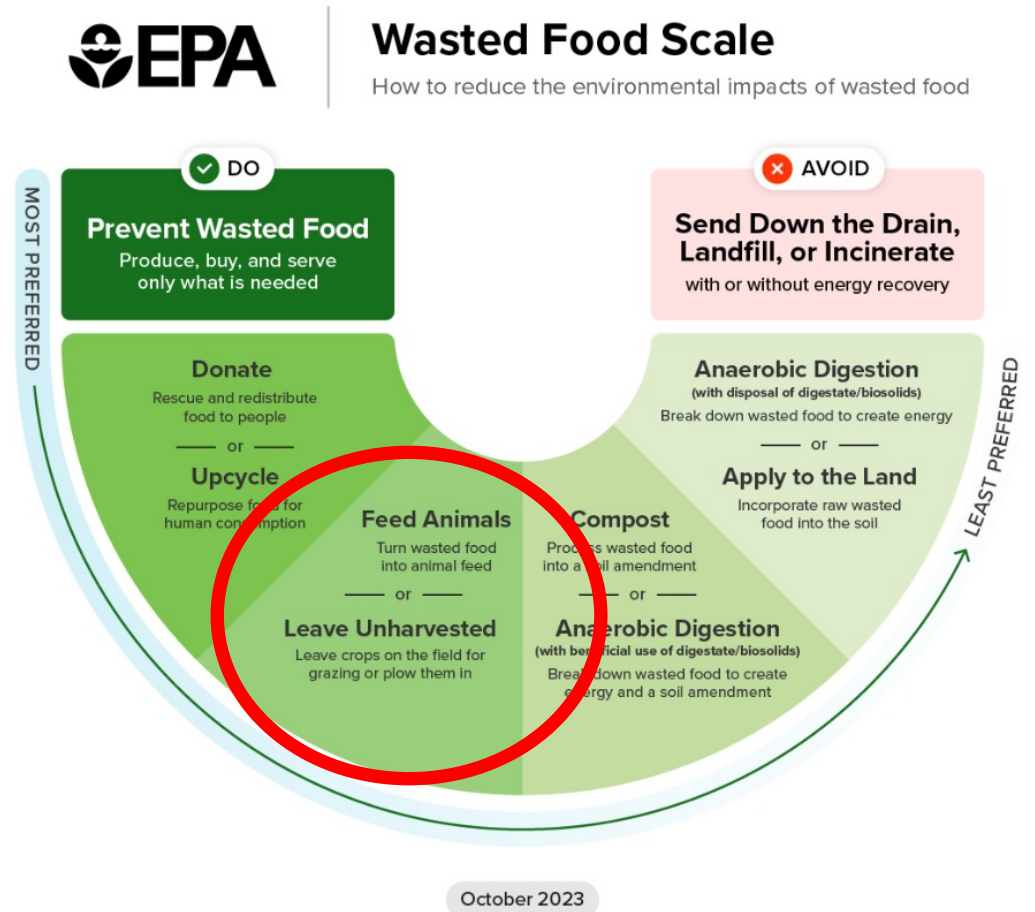 EPA
Wasted Food Scale
How to reduce the environmental impacts of wasted food
DO
AVOID
MOST PREFERRED
Prevent Wasted Food
Produce, buy, and serve
only what is needed
Send Down the Drain,
Landfill, or Incinerate
with or without energy recovery
Donate
Rescue and redistribute
food to people
or
Upcycle
Repurpose food for
human consumption
Feed Animals
Turn wasted food
into animal feed
or
Leave Unharvested
Leave crops on the field for
grazing or plow them in
Compost
Process wasted food
into a soil amendment
or
Anaerobic Digestion
(with beneficial use of digestate/biosolids)
Break down wasted food to create
energy and a soil amendment
Anaerobic Digestion
(with disposal of digestate/biosolids)
Break down wasted food to create energy
or
Apply to the Land
Incorporate raw wasted
food into the soil
LEAST PREFERRED
October 2023